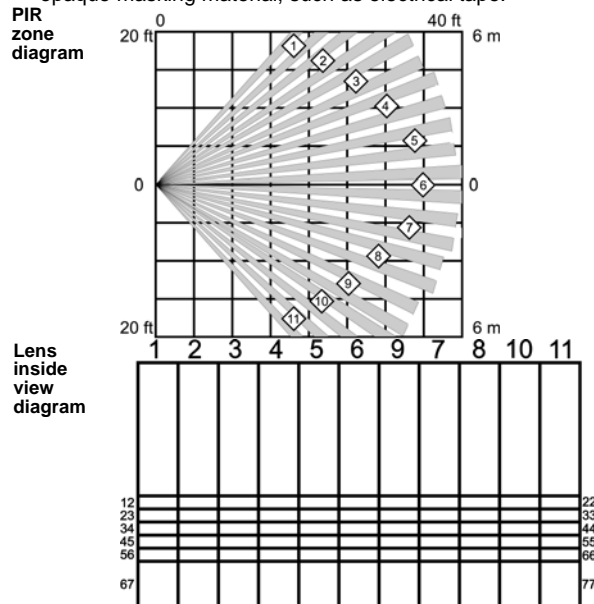 opaque masking material, such as electrical tape.
PIR
zone
diagram
0 40 ft
20 ft 6 m
1
2
3
4
5
0 6 0
7
8
9
10
11
20 ft 6 m
Lens
inside
view
diagram
1 2 3 4 5 6 9 7 8 10 11
12 22
23 33
34 44
45 55
56 66
67 77